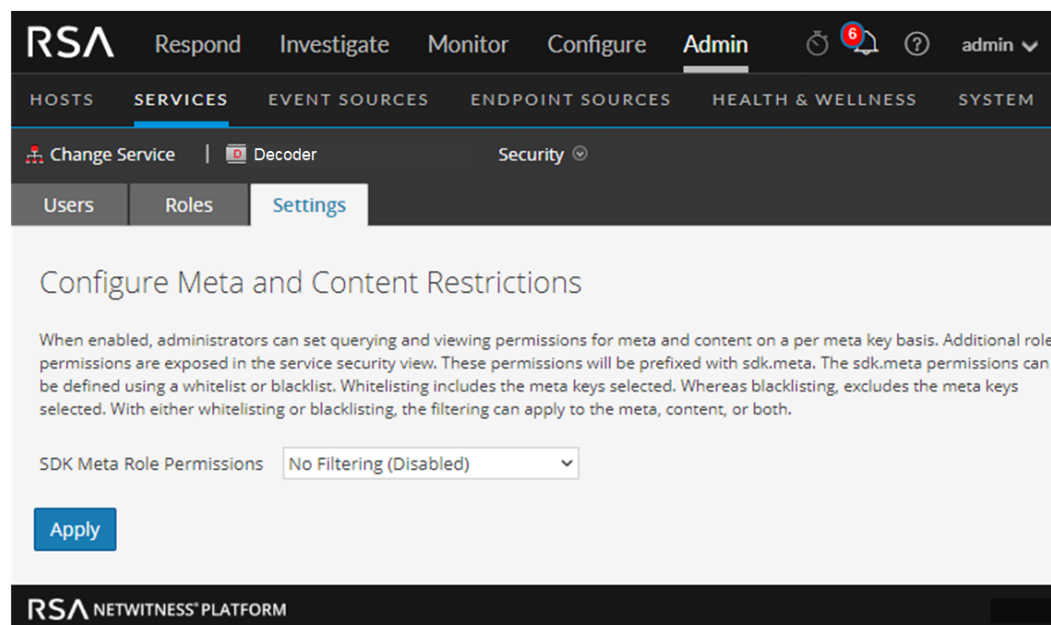 RSA Respond Investigate Monitor Configure Admin 6 admin
HOSTS SERVICES EVENT SOURCES ENDPOINT SOURCES HEALTH & WELLNESS SYSTEM
Change Service | D Decoder Security
Users Roles Settings
Configure Meta and Content Restrictions
When enabled, administrators can set querying and viewing permissions for meta and content on a per meta key basis. Additional role
permissions are exposed in the service security view. These permissions will be prefixed with sdk.meta. The sdk.meta permissions can
be defined using a whitelist or blacklist. Whitelisting includes the meta keys selected. Whereas blacklisting, excludes the meta keys
selected. With either whitelisting or blacklisting, the filtering can apply to the meta, content, or both.
SDK Meta Role Permissions No Filtering (Disabled)
Apply
RSA NETWITNESS® PLATFORM